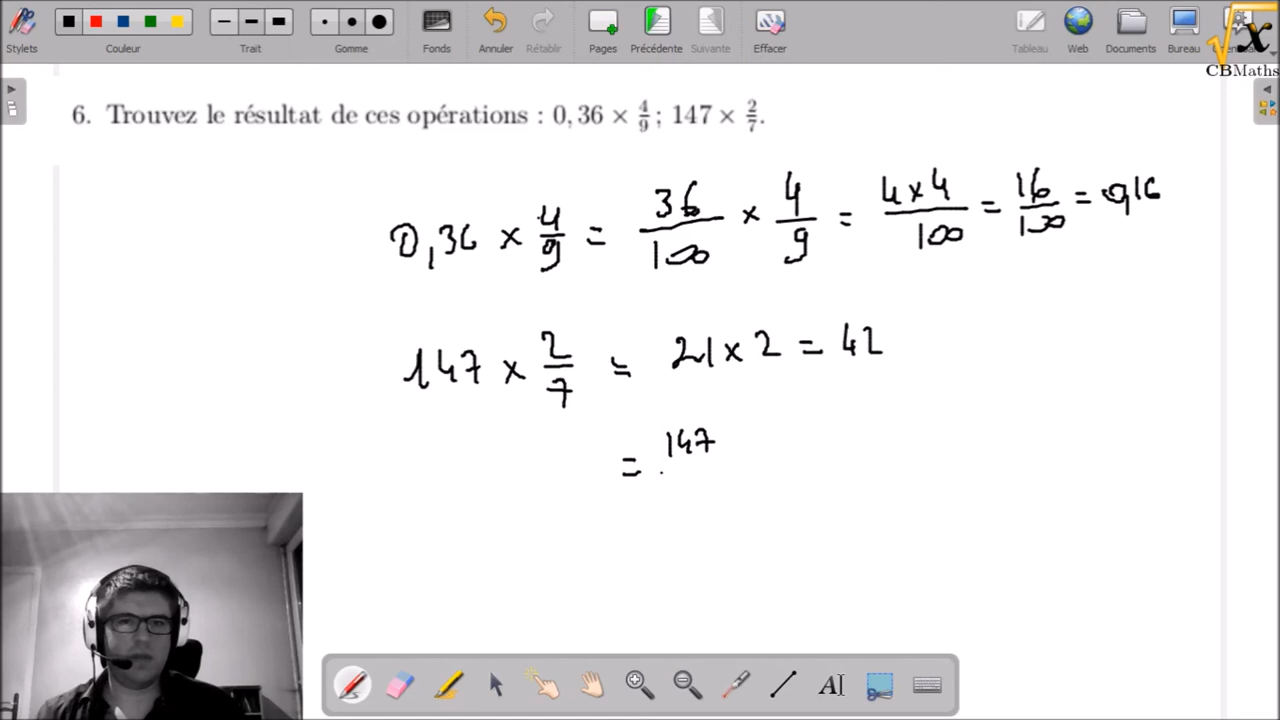 Stylets Couleur Trait Gomme Fonds Annuler Rétablir Pages Précédente Suivante Effacer Tableau Web Documents Bureau
CBMaths
6. Trouvez le résultat de ces opérations : 0,36 × 4/9 ; 147 × 2/7.
0,36 × 4/9 = 36/100 × 4/9 = 4×4/100 = 16/100 = 0,16
147 × 2/7 = 21 × 2 = 42
= 147